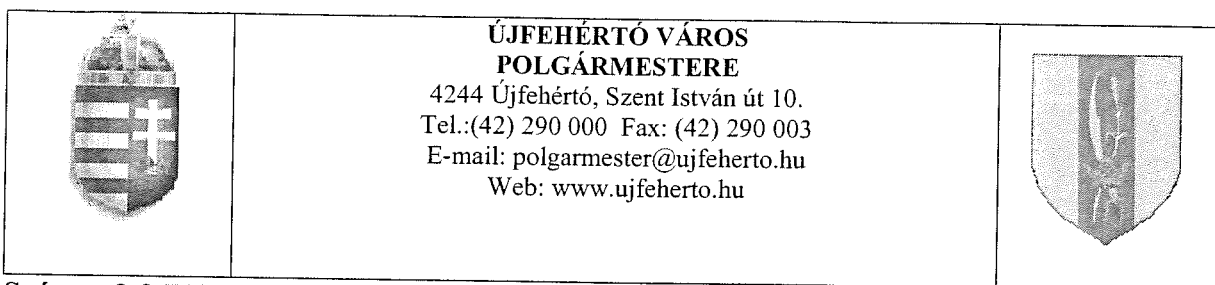 ÚJFEHÉRTÓ VÁROS
POLGÁRMESTERE
4244 Újfehértó, Szent István út 10.
Tel.:(42) 290 000 Fax: (42) 290 003
E-mail: polgarmester@ujfeherto.hu
Web: www.ujfeherto.hu